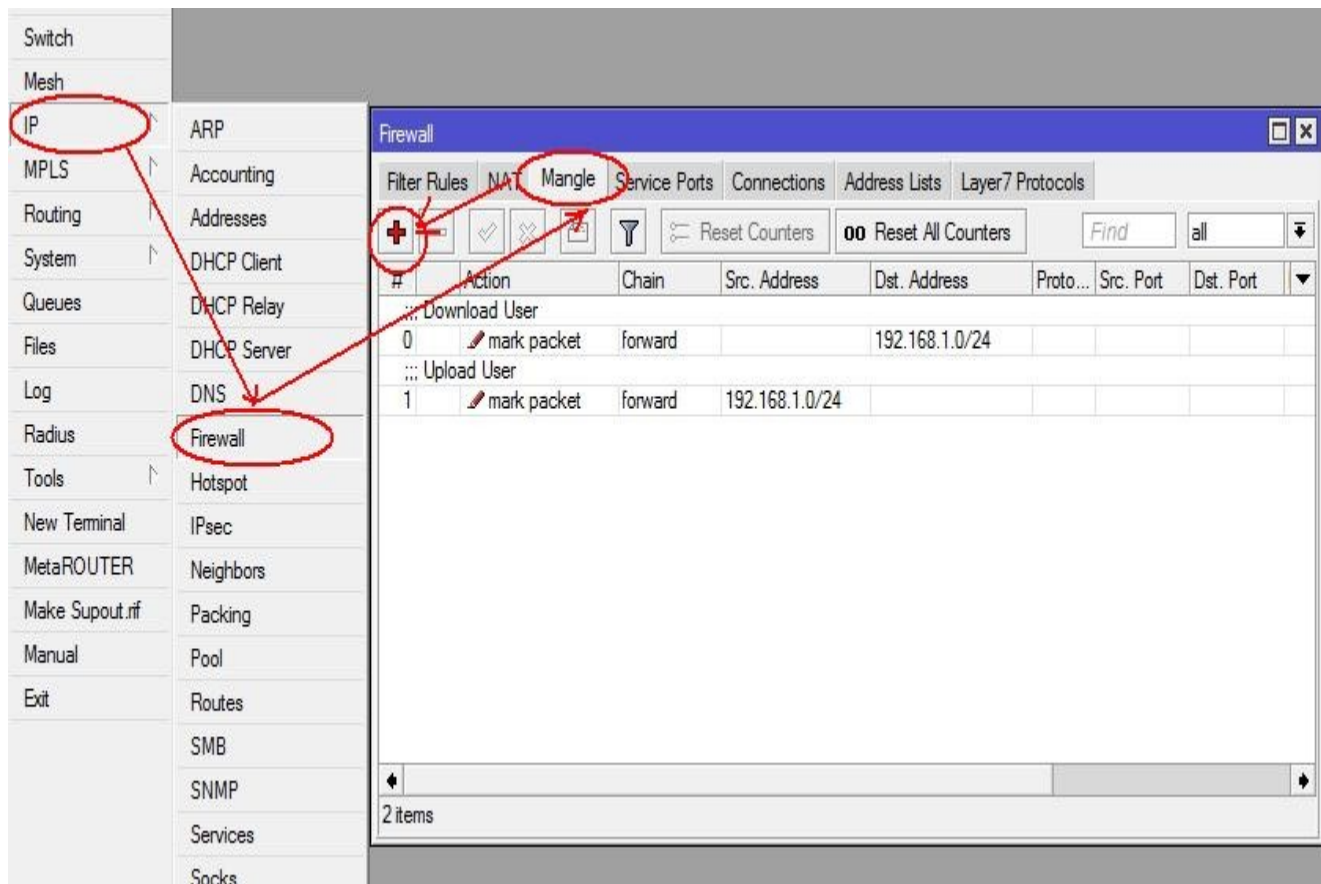 Switch
Mesh
IP
MPLS
Routing
System
Queues
Files
Log
Radius
Tools
New Terminal
MetaROUTER
Make Supout.rif
Manual
Exit
ARP
Accounting
Addresses
DHCP Client
DHCP Relay
DHCP Server
DNS
Firewall
Hotspot
IPsec
Neighbors
Packing
Pool
Routes
SMB
SNMP
Services
Socks
Firewall
Filter Rules NAT Mangle Service Ports Connections Address Lists Layer7 Protocols
Reset Counters 00 Reset All Counters Find all
# Action Chain Src. Address Dst. Address Proto... Src. Port Dst. Port
;;; Download User
0 mark packet forward 192.168.1.0/24
;;; Upload User
1 mark packet forward 192.168.1.0/24
2 items